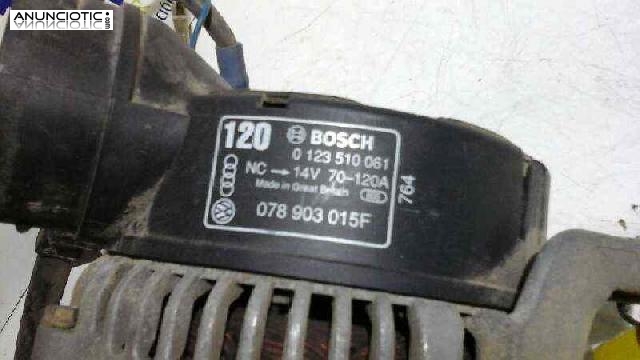 ANUNCIOTIC!
.es
120 BOSCH
0 123 510 061
NC → 14V 70-120A
Made in Great Britain
078 903 015F
764